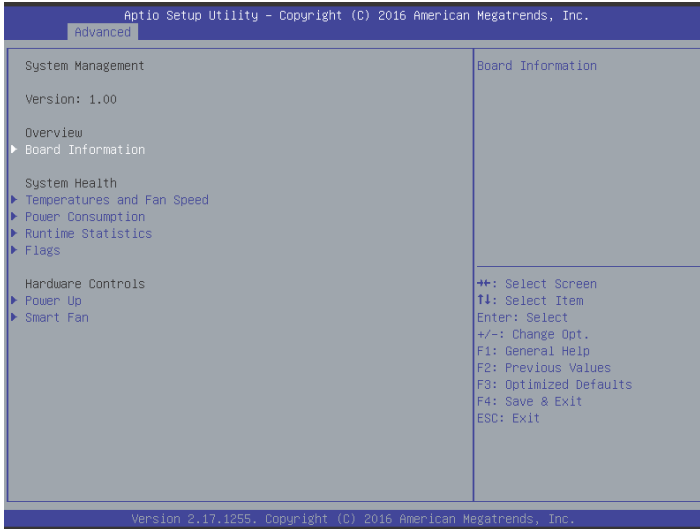 Aptio Setup Utility – Copyright (C) 2016 American Megatrends, Inc.
Advanced
System Management
Version: 1.00
Overview
Board Information
System Health
Temperatures and Fan Speed
Power Consumption
Runtime Statistics
Flags
Hardware Controls
Power Up
Smart Fan
Board Information
→←: Select Screen
↑↓: Select Item
Enter: Select
+/-: Change Opt.
F1: General Help
F2: Previous Values
F3: Optimized Defaults
F4: Save & Exit
ESC: Exit
Version 2.17.1255. Copyright (C) 2016 American Megatrends, Inc.